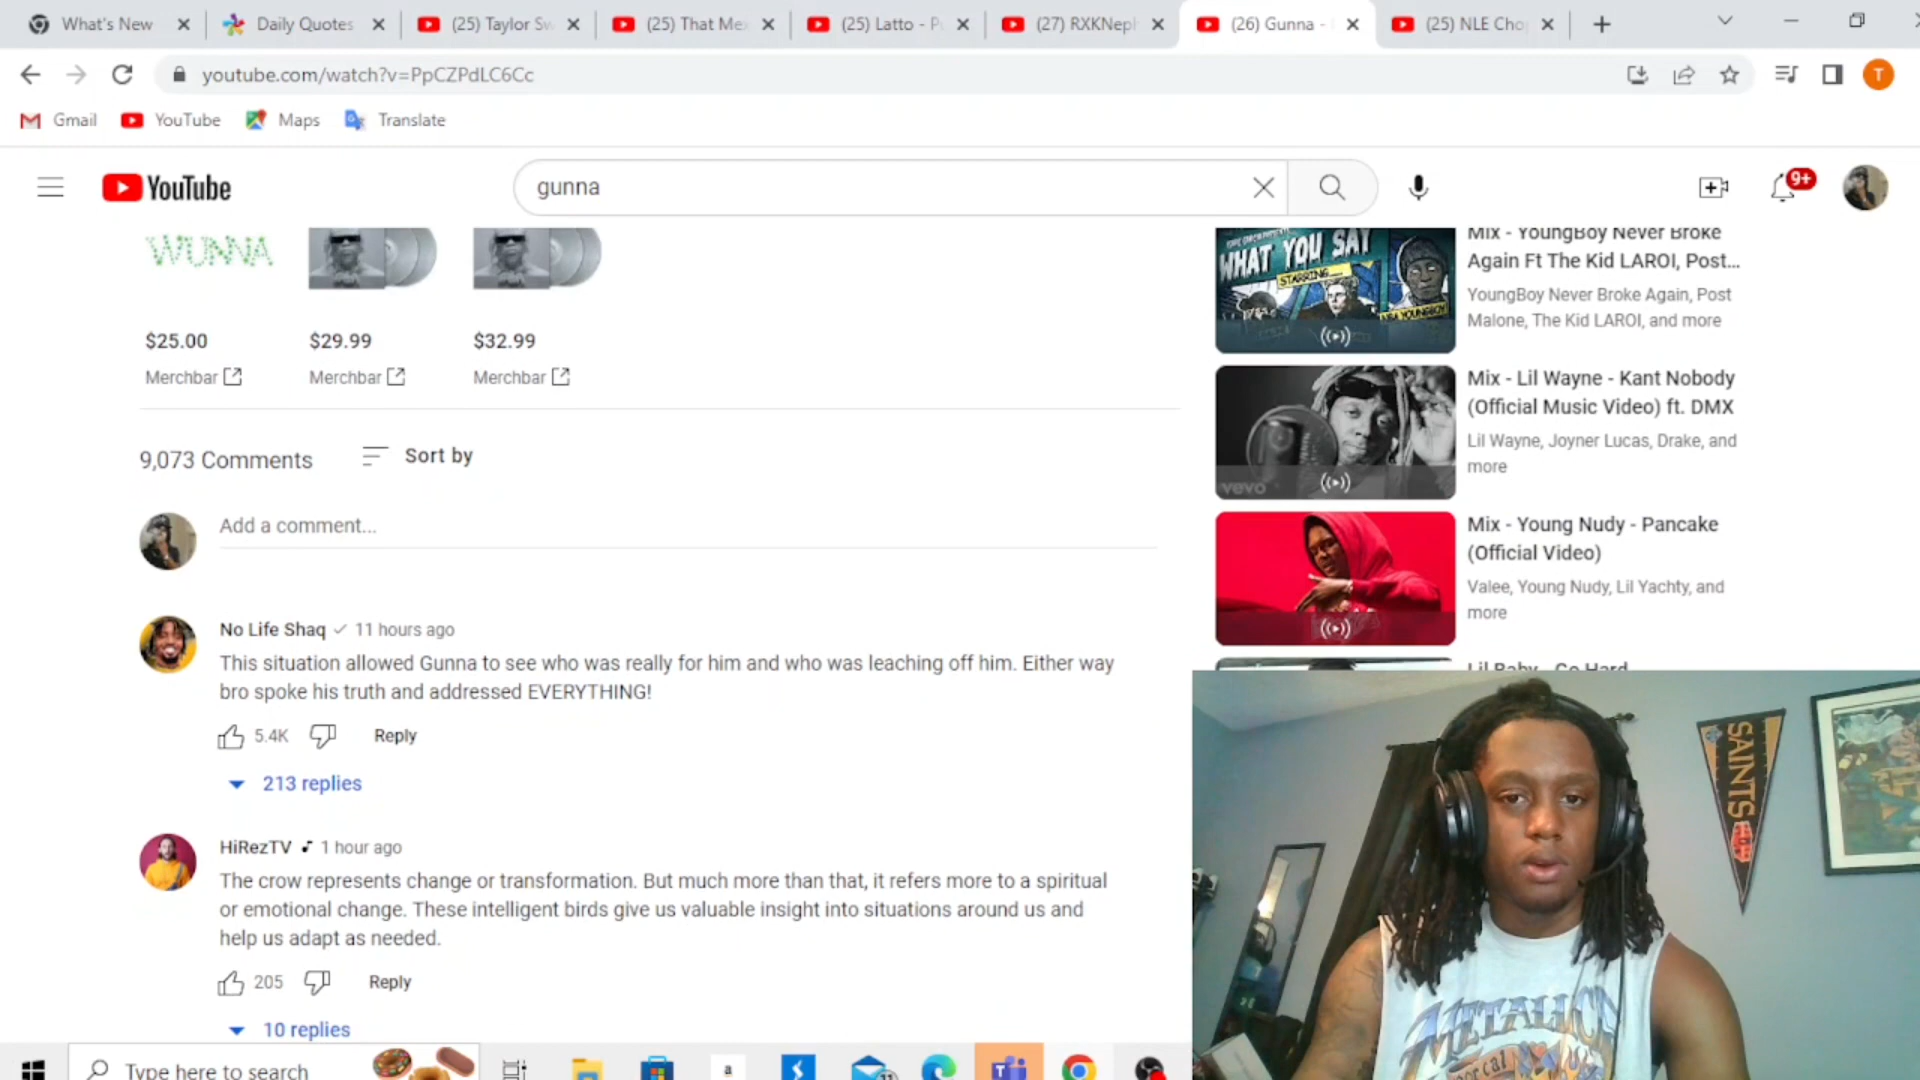 What's New
Daily Quotes
(25) Taylor Sw
(25) That Me
(25) Latto - P
(27) RXKNeph
(26) Gunna -
(25) NLE Cho
youtube.com/watch?v=PpCZPdLC6Cc
T
Gmail
YouTube
Maps
Translate
YouTube
gunna
9+
WUNNA
$25.00
$29.99
$32.99
Merchbar
Merchbar
Merchbar
9,073 Comments
Sort by
Add a comment...
No Life Shaq
11 hours ago
This situation allowed Gunna to see who was really for him and who was leaching off him. Either way
bro spoke his truth and addressed EVERYTHING!
5.4K
Reply
213 replies
HiRezTV
1 hour ago
The crow represents change or transformation. But much more than that, it refers more to a spiritual
or emotional change. These intelligent birds give us valuable insight into situations around us and
help us adapt as needed.
205
Reply
10 replies
WHAT YOU SAY
STARRING
Mix - YoungBoy Never Broke
Again Ft The Kid LAROI, Post...
YoungBoy Never Broke Again, Post
Malone, The Kid LAROI, and more
vevo
Mix - Lil Wayne - Kant Nobody
(Official Music Video) ft. DMX
Lil Wayne, Joyner Lucas, Drake, and
more
Mix - Young Nudy - Pancake
(Official Video)
Valee, Young Nudy, Lil Yachty, and
more
Lil Baby - Go Hard
SAINTS
METALLICA
Type here to search
a
11